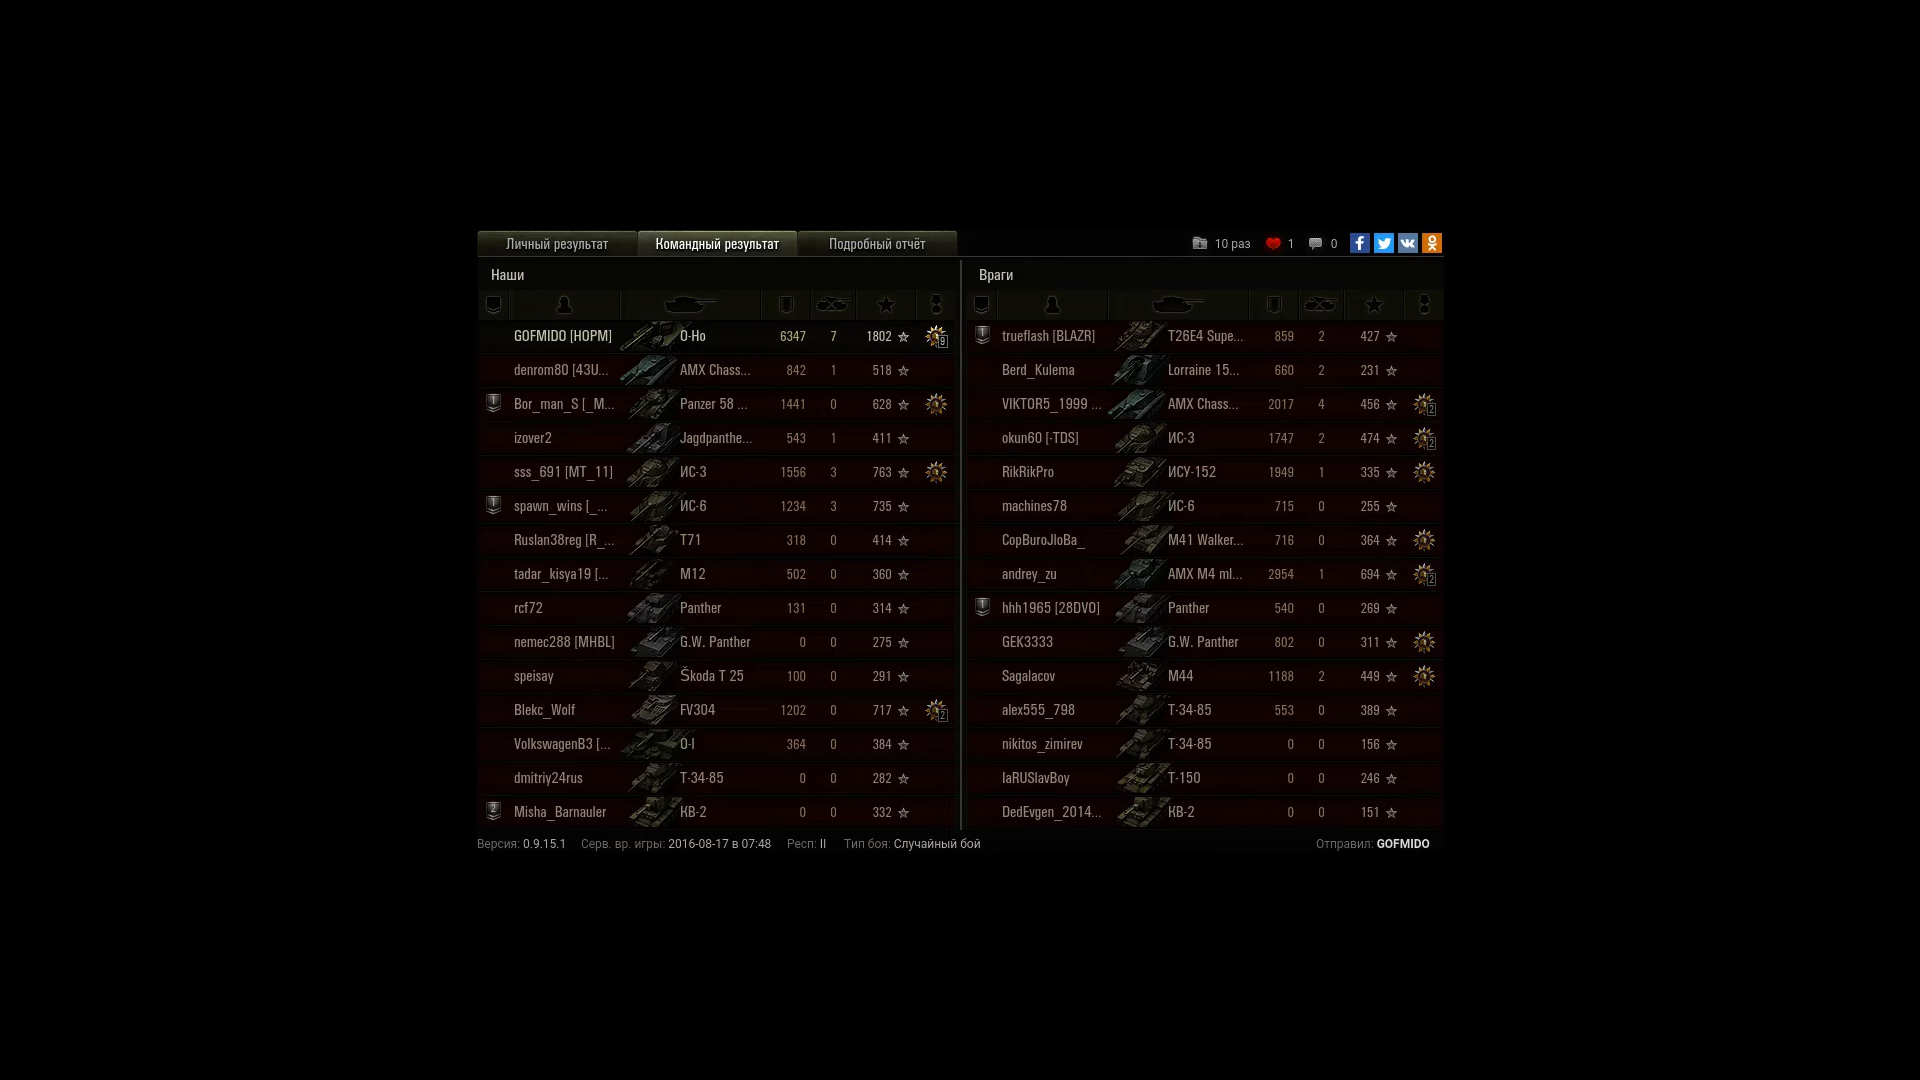 Личный результат Командный результат Подробный отчёт 10 раз 1 0
Наши Враги
GOFMIDO [HOPM] O-Ho 6347 7 1802 9
denrom80 [43U... AMX Chass... 842 1 518
1 Bor_man_S [_M... Panzer 58 ... 1441 0 628
izover2 Jagdpanthe... 543 1 411
sss_691 [MT_11] ИС-3 1556 3 763
1 spawn_wins [_... ИС-6 1234 3 735
Ruslan38reg [R_... T71 318 0 414
tadar_kisya19 [... M12 502 0 360
rcf72 Panther 131 0 314
nemec288 [MHBL] G.W. Panther 0 0 275
speisay Škoda T 25 100 0 291
Blekc_Wolf FV304 1202 0 717 2
VolkswagenB3 [... O-I 364 0 384
dmitriy24rus Т-34-85 0 0 282
2 Misha_Barnauler КВ-2 0 0 332
1 trueflash [BLAZR] T26E4 Supe... 859 2 427
Berd_Kulema Lorraine 15... 660 2 231
VIKTOR5_1999 ... AMX Chass... 2017 4 456 2
okun60 [-TDS] ИС-3 1747 2 474 2
RikRikPro ИСУ-152 1949 1 335
machines78 ИС-6 715 0 255
CopBuroJloBa_ M41 Walker... 716 0 364
andrey_zu AMX M4 ml... 2954 1 694 2
1 hhh1965 [28DVO] Panther 540 0 269
GEK3333 G.W. Panther 802 0 311
Sagalacov M44 1188 2 449
alex555_798 Т-34-85 553 0 389
nikitos_zimirev Т-34-85 0 0 156
IaRUSlavBoy Т-150 0 0 246
DedEvgen_2014... КВ-2 0 0 151
Версия: 0.9.15.1 Серв. вр. игры: 2016-08-17 в 07:48 Респ: II Тип боя: Случайный бой Отправил: GOFMIDO